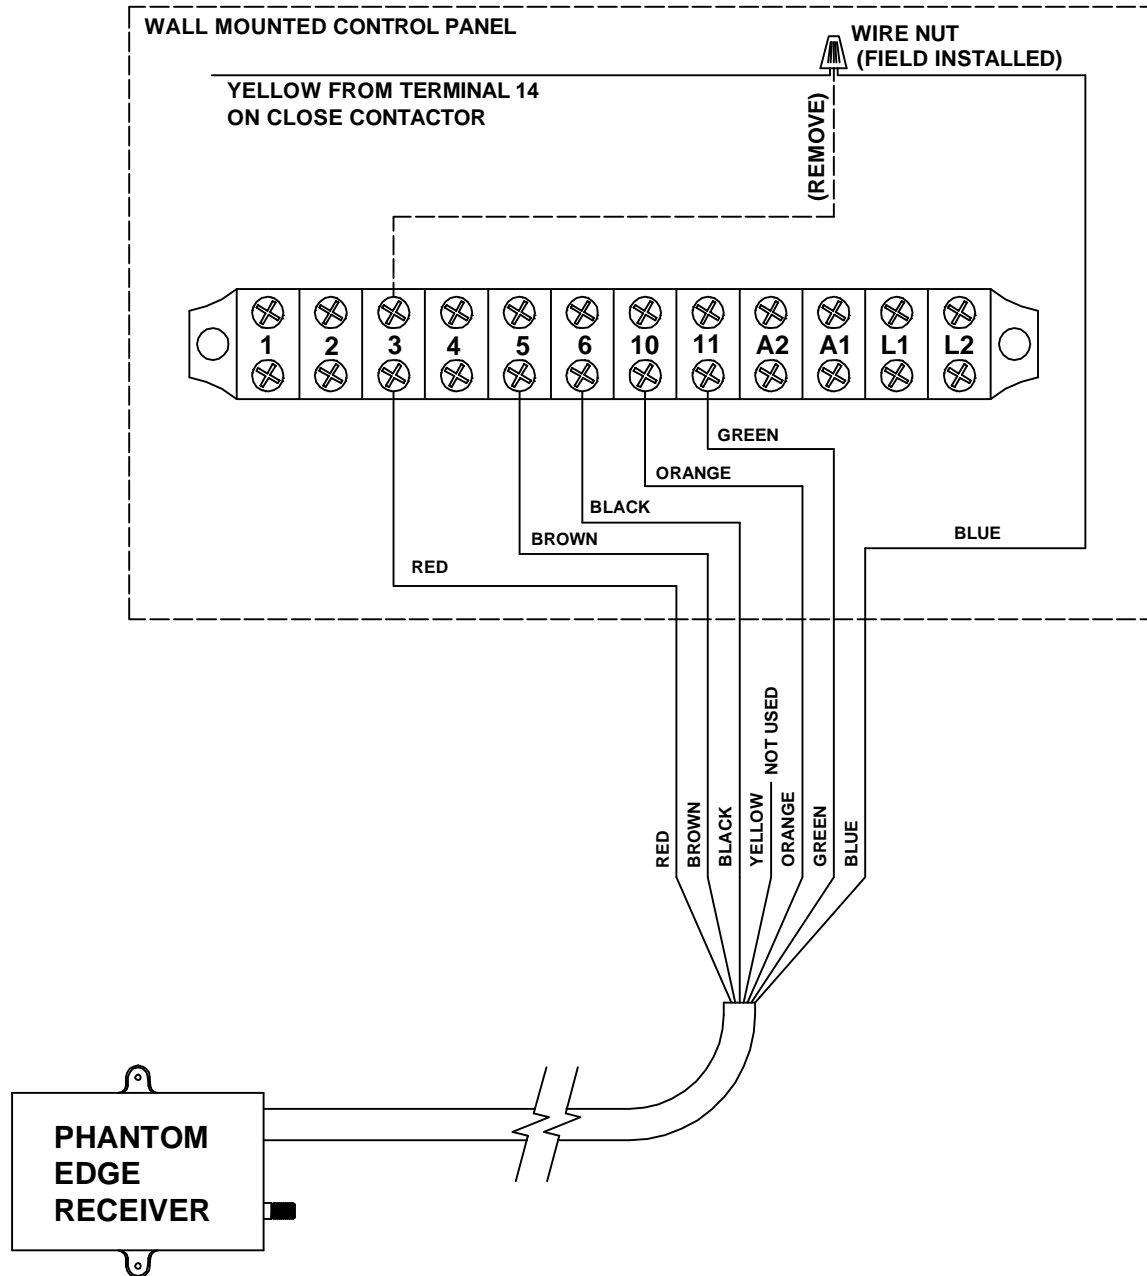 WALL MOUNTED CONTROL PANEL
WIRE NUT
(FIELD INSTALLED)
YELLOW FROM TERMINAL 14
ON CLOSE CONTACTOR
(REMOVE)
1 2 3 4 5 6 10 11 A2 A1 L1 L2
GREEN
ORANGE
BLACK
BROWN
BLUE
RED
RED
BROWN
BLACK
YELLOW
NOT USED
ORANGE
GREEN
BLUE
PHANTOM
EDGE
RECEIVER